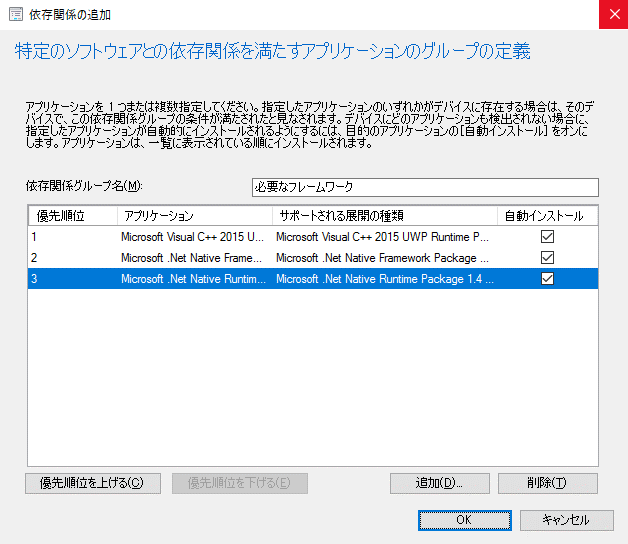 依存関係の追加
特定のソフトウェアとの依存関係を満たすアプリケーションのグループの定義
アプリケーションを 1 つまたは複数指定してください。指定したアプリケーションのいずれかがデバイスに存在する場合は、そのデ
バイスで、この依存関係グループの条件が満たされたと見なされます。デバイスにどのアプリケーションも検出されない場合に、
指定したアプリケーションが自動的にインストールされるようにするには、目的のアプリケーションの[自動インストール] をオンに
します。アプリケーションは、一覧に表示されている順にインストールされます。
依存関係グループ名(M): 必要なフレームワーク
優先順位 アプリケーション サポートされる展開の種類 自動インストール
1 Microsoft Visual C++ 2015 U... Microsoft Visual C++ 2015 UWP Runtime P...
2 Microsoft .Net Native Frame... Microsoft .Net Native Framework Package ...
3 Microsoft .Net Native Runtim... Microsoft .Net Native Runtime Package 1.4 ...
優先順位を上げる(C) 優先順位を下げる(E) 追加(D)... 削除(T)
OK キャンセル